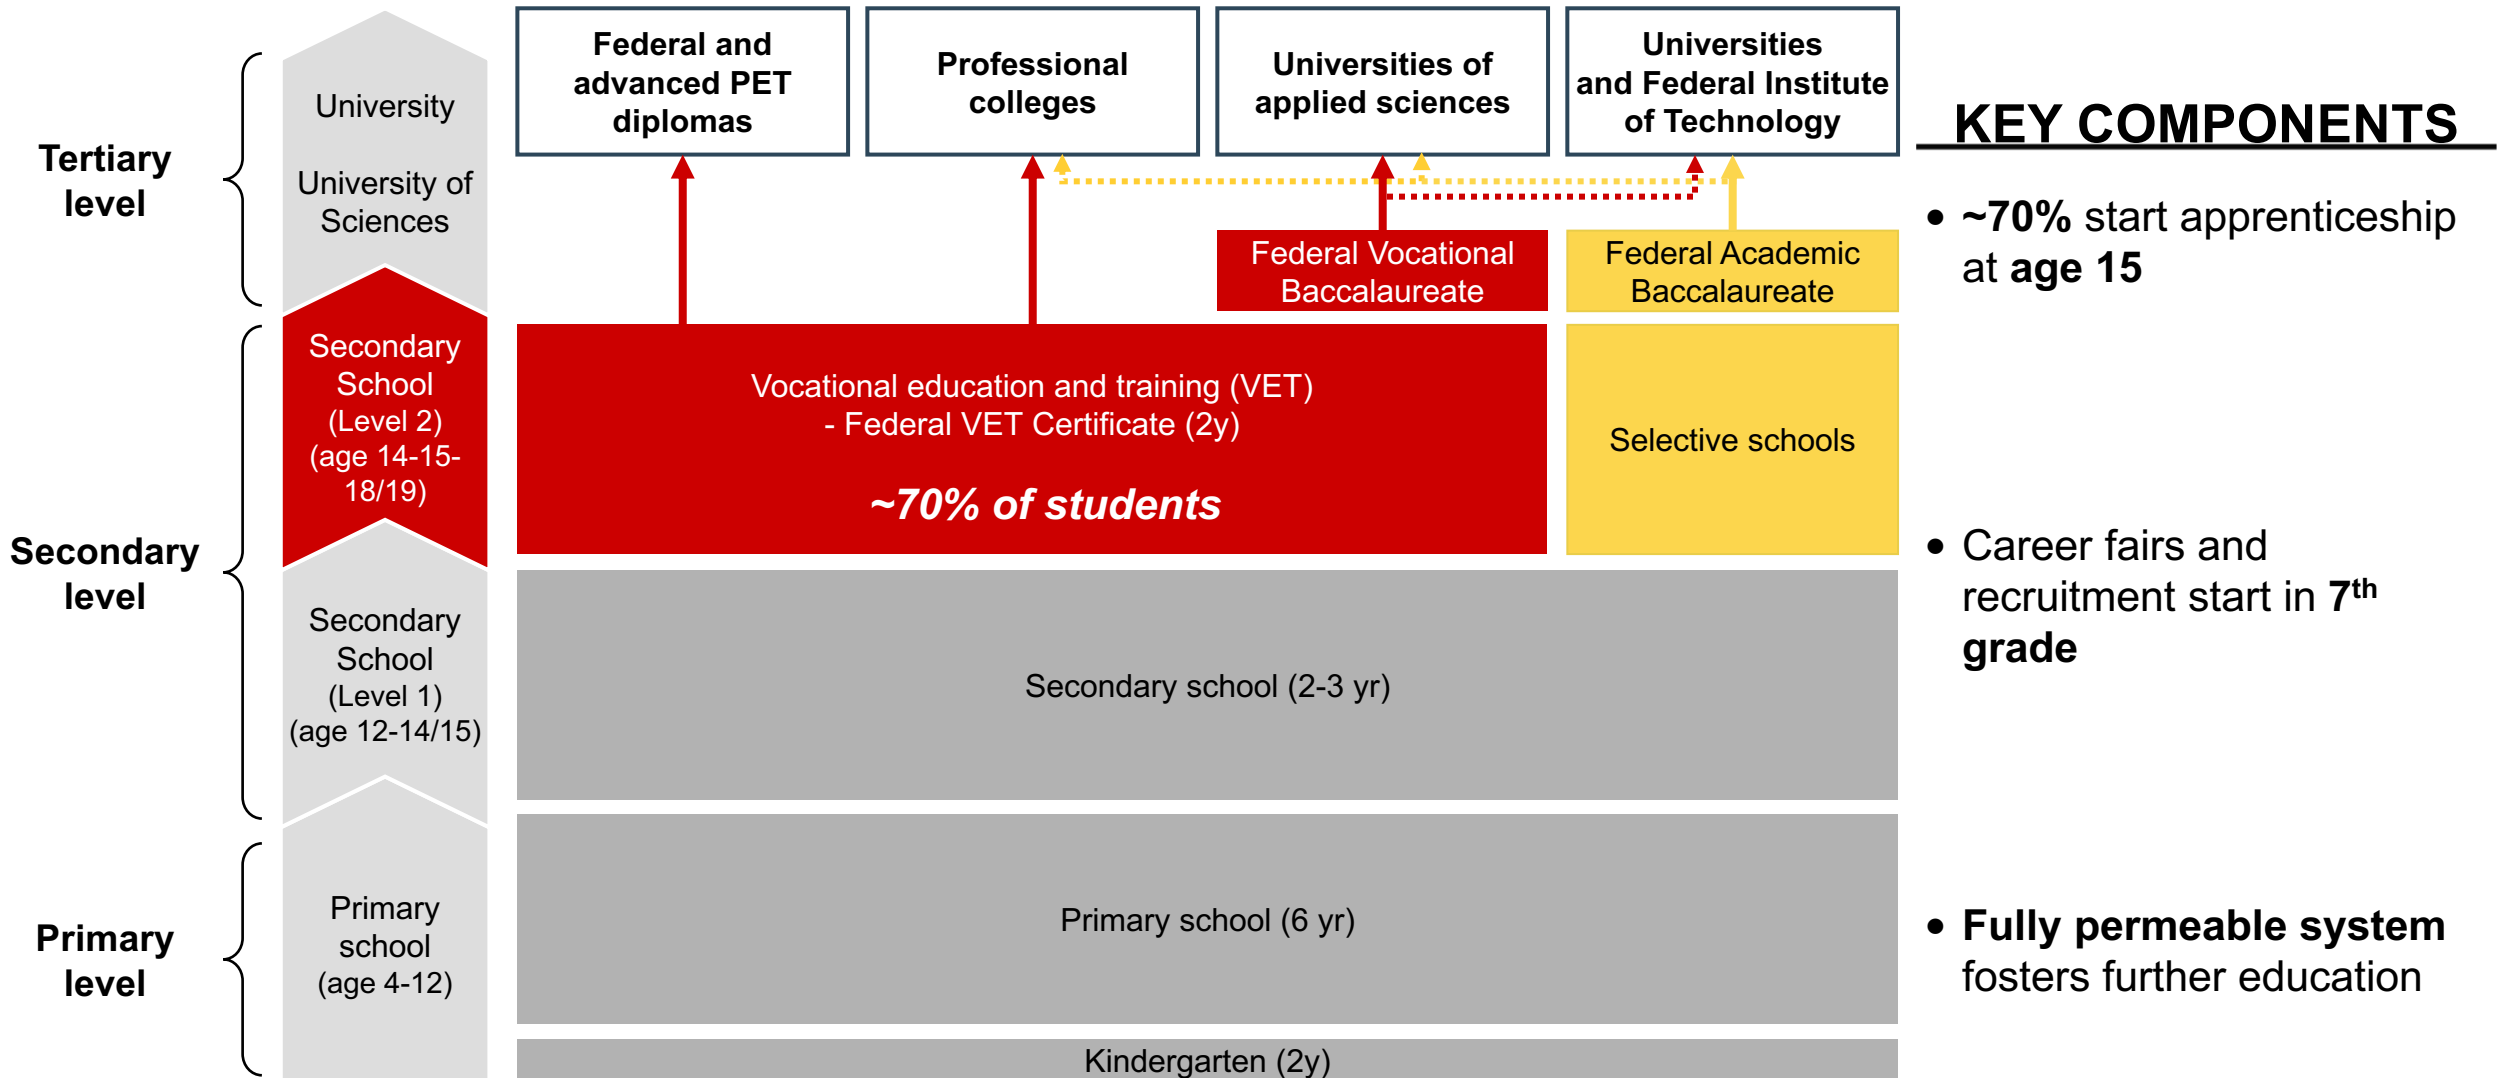 Tertiary
level
Secondary
level
Primary
level
University
University of
Sciences
Secondary
School
(Level 2)
(age 14-15-
18/19)
Secondary
School
(Level 1)
(age 12-14/15)
Primary
school
(age 4-12)
Federal and
advanced PET
diplomas
Professional
colleges
Universities of
applied sciences
Universities
and Federal Institute
of Technology
Federal Vocational
Baccalaureate
Federal Academic
Baccalaureate
Vocational education and training (VET)
- Federal VET Certificate (2y)
~70% of students
Selective schools
Secondary school (2-3 yr)
Primary school (6 yr)
Kindergarten (2y)
KEY COMPONENTS
• ~70% start apprenticeship
at age 15
• Career fairs and
recruitment start in 7th
grade
• Fully permeable system
fosters further education